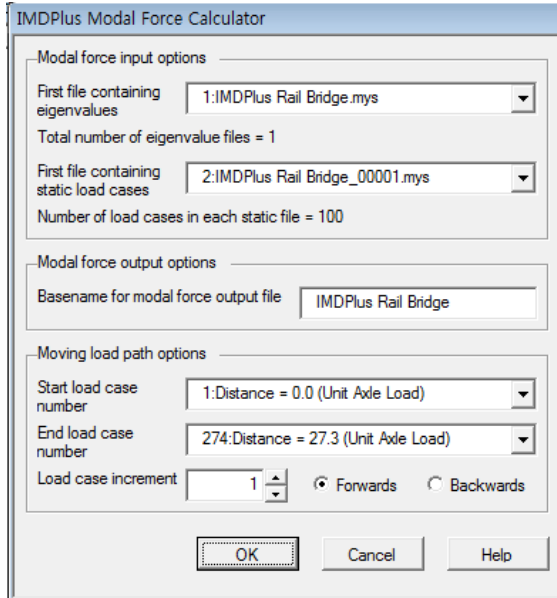 IMDPlus Modal Force Calculator
Modal force input options
First file containing
eigenvalues
1:IMDPlus Rail Bridge.mys
Total number of eigenvalue files = 1
First file containing
static load cases
2:IMDPlus Rail Bridge_00001.mys
Number of load cases in each static file = 100
Modal force output options
Basename for modal force output file
IMDPlus Rail Bridge
Moving load path options
Start load case
number
1:Distance = 0.0 (Unit Axle Load)
End load case
number
274:Distance = 27.3 (Unit Axle Load)
Load case increment
1
Forwards
Backwards
OK
Cancel
Help